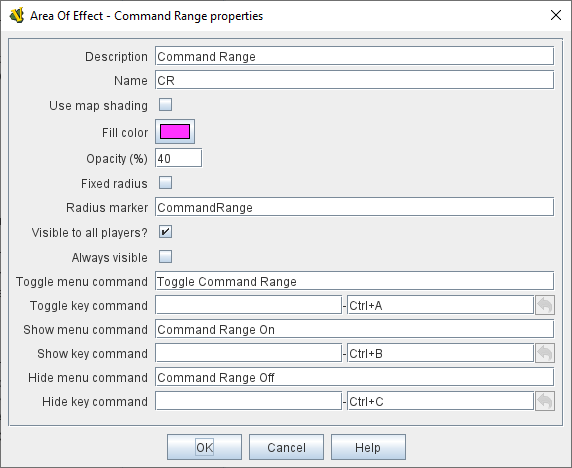 Area Of Effect - Command Range properties
Description Command Range
Name CR
Use map shading
Fill color
Opacity (%) 40
Fixed radius
Radius marker CommandRange
Visible to all players?
Always visible
Toggle menu command Toggle Command Range
Toggle key command - Ctrl+A
Show menu command Command Range On
Show key command - Ctrl+B
Hide menu command Command Range Off
Hide key command - Ctrl+C
OK Cancel Help